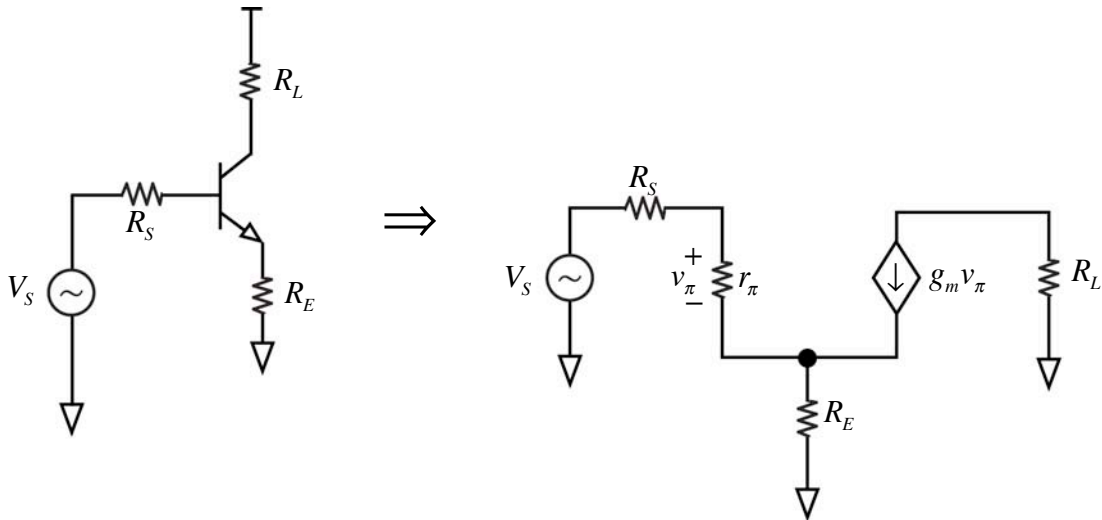 R_L
R_S
V_S
R_E
⇒
R_S
V_S
+
v_π
−
r_π
g_m v_π
R_L
R_E